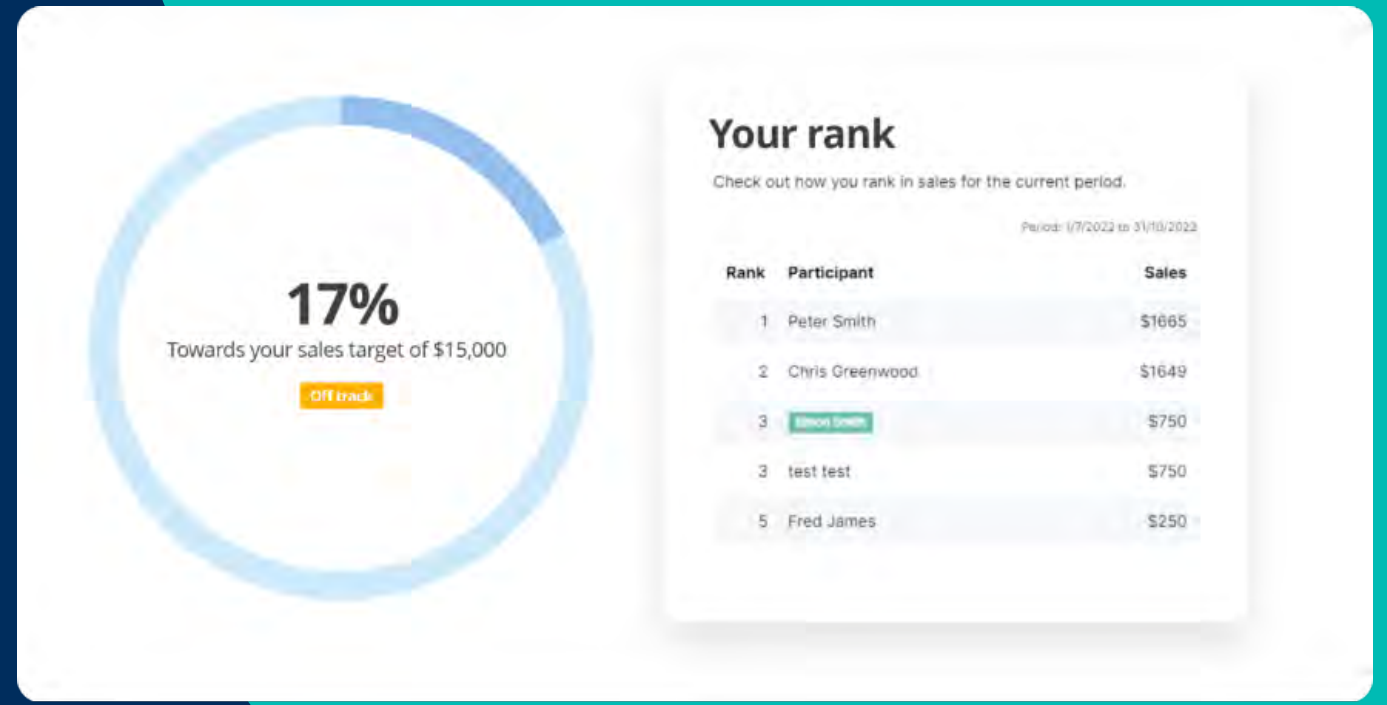 17%
Towards your sales target of $15,000
Off track
Your rank
Check out how you rank in sales for the current period.
Period: 1/7/2022 to 31/10/2022
Rank Participant Sales
1 Peter Smith $1665
2 Chris Greenwood $1649
3 Simon Smith $750
3 test test $750
5 Fred James $250